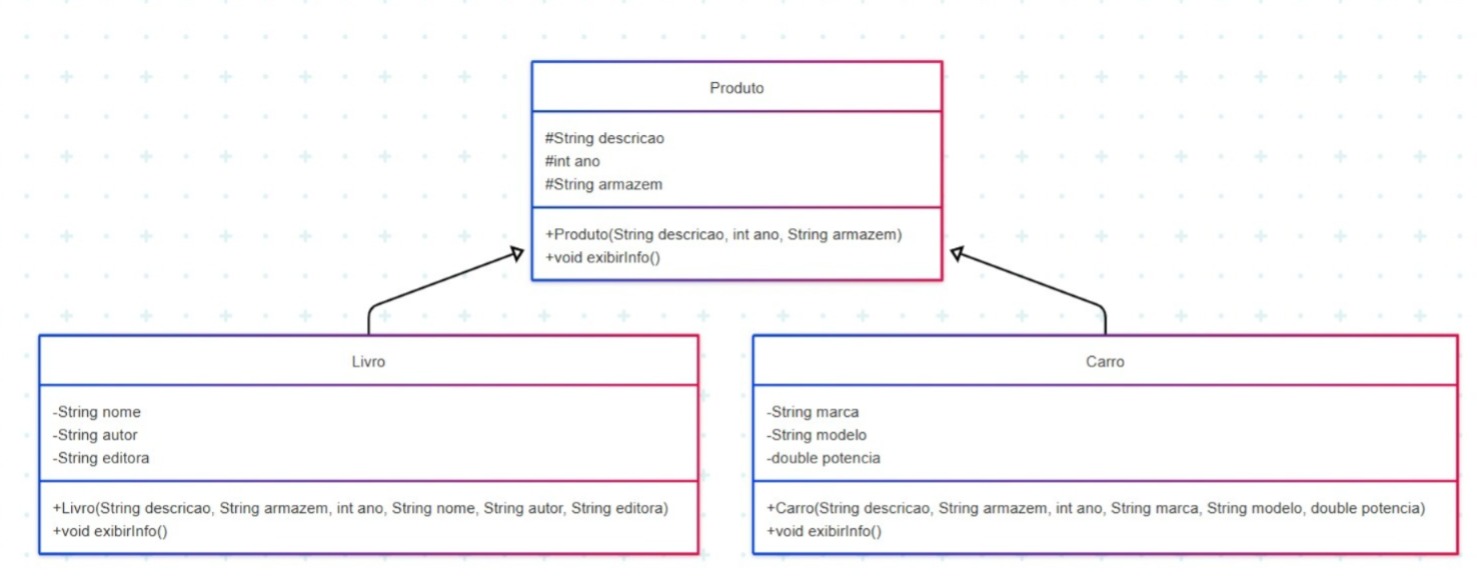 Produto
#String descricao
#int ano
#String armazem
+Produto(String descricao, int ano, String armazem)
+void exibirInfo()
Livro
-String nome
-String autor
-String editora
+Livro(String descricao, String armazem, int ano, String nome, String autor, String editora)
+void exibirInfo()
Carro
-String marca
-String modelo
-double potencia
+Carro(String descricao, String armazem, int ano, String marca, String modelo, double potencia)
+void exibirInfo()